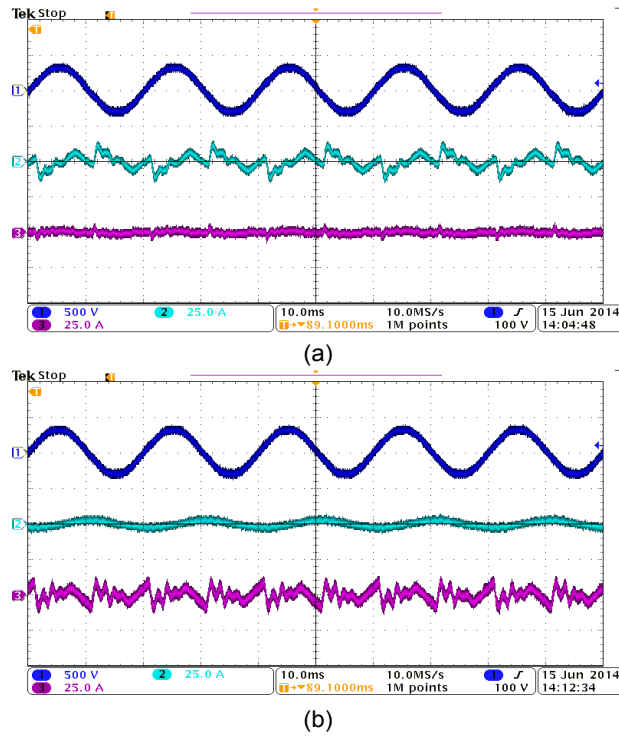 Tek Stop
T
T
1
2
3
1 500 V 2 25.0 A 10.0ms 10.0MS/s 1 15 Jun 2014
3 25.0 A T→▼89.1000ms 1M points 100 V 14:04:48
(a)
Tek Stop
T
T
1
2
3
1 500 V 2 25.0 A 10.0ms 10.0MS/s 1 15 Jun 2014
3 25.0 A T→▼89.1000ms 1M points 100 V 14:12:34
(b)